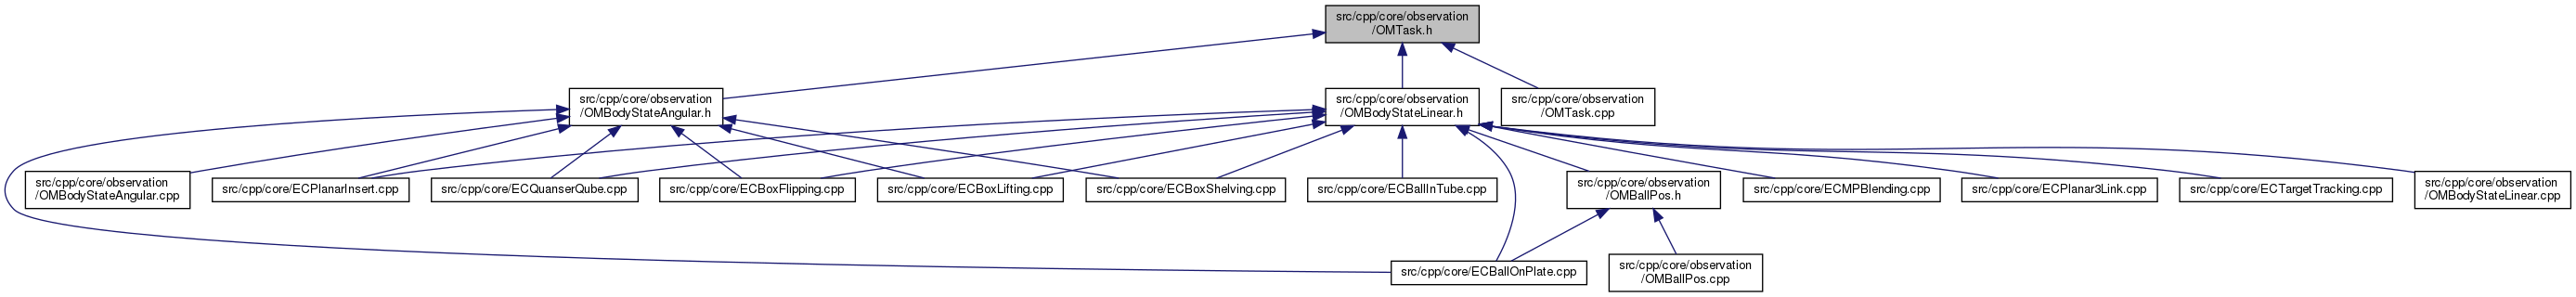 src/cpp/core/observation
/OMTask.h
src/cpp/core/observation
/OMBodyStateAngular.h
src/cpp/core/observation
/OMBodyStateLinear.h
src/cpp/core/observation
/OMTask.cpp
src/cpp/core/observation
/OMBodyStateAngular.cpp
src/cpp/core/ECPlanarInsert.cpp
src/cpp/core/ECQuanserQube.cpp
src/cpp/core/ECBoxFlipping.cpp
src/cpp/core/ECBoxLifting.cpp
src/cpp/core/ECBoxShelving.cpp
src/cpp/core/ECBallInTube.cpp
src/cpp/core/observation
/OMBallPos.h
src/cpp/core/ECMPBlending.cpp
src/cpp/core/ECPlanar3Link.cpp
src/cpp/core/ECTargetTracking.cpp
src/cpp/core/observation
/OMBodyStateLinear.cpp
src/cpp/core/ECBallOnPlate.cpp
src/cpp/core/observation
/OMBallPos.cpp